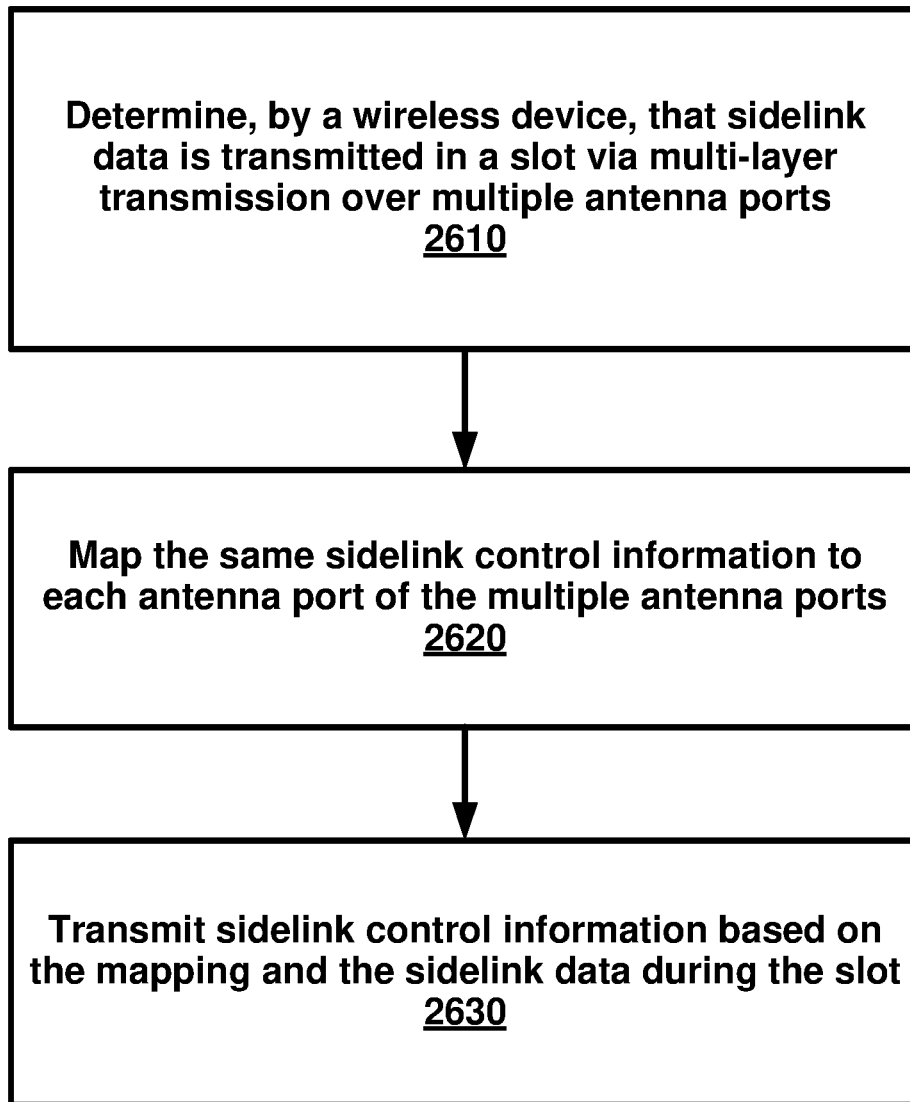 Determine, by a wireless device, that sidelink
data is transmitted in a slot via multi-layer
transmission over multiple antenna ports
2610
Map the same sidelink control information to
each antenna port of the multiple antenna ports
2620
Transmit sidelink control information based on
the mapping and the sidelink data during the slot
2630